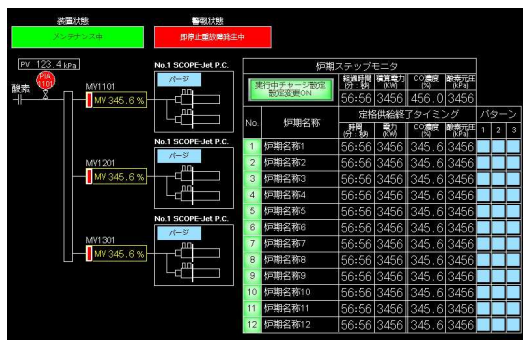 装置状態
メンテナンス中
警報状態
即停止重故障発生中
PV 123.4 kPa
PIA
1101
酸素
MV1101
MV 345.6 %
MV1201
MV 345.6 %
MV1301
MV 345.6 %
No.1 SCOPE-Jet P.C.
パージ
No.1 SCOPE-Jet P.C.
パージ
No.1 SCOPE-Jet P.C.
パージ
炉期ステップモニタ
実行中チャージ設定
設定変更ON
経過時間 (分:秒) 積算電力 (KW) CO濃度 (%) 酸素元圧 (kPa)
56:56 3456 456.0 3456
No. 炉期名称 定格供給終了タイミング パターン
時間 (分:秒) 電力 (KW) CO濃度 (%) 酸素元圧 (kPa) 1 2 3
1 炉期名称1 56:56 3456 345.6 3456
2 炉期名称2 56:56 3456 345.6 3456
3 炉期名称3 56:56 3456 345.6 3456
4 炉期名称4 56:56 3456 345.6 3456
5 炉期名称5 56:56 3456 345.6 3456
6 炉期名称6 56:56 3456 345.6 3456
7 炉期名称7 56:56 3456 345.6 3456
8 炉期名称8 56:56 3456 345.6 3456
9 炉期名称9 56:56 3456 345.6 3456
10 炉期名称10 56:56 3456 345.6 3456
11 炉期名称11 56:56 3456 345.6 3456
12 炉期名称12 56:56 3456 345.6 3456